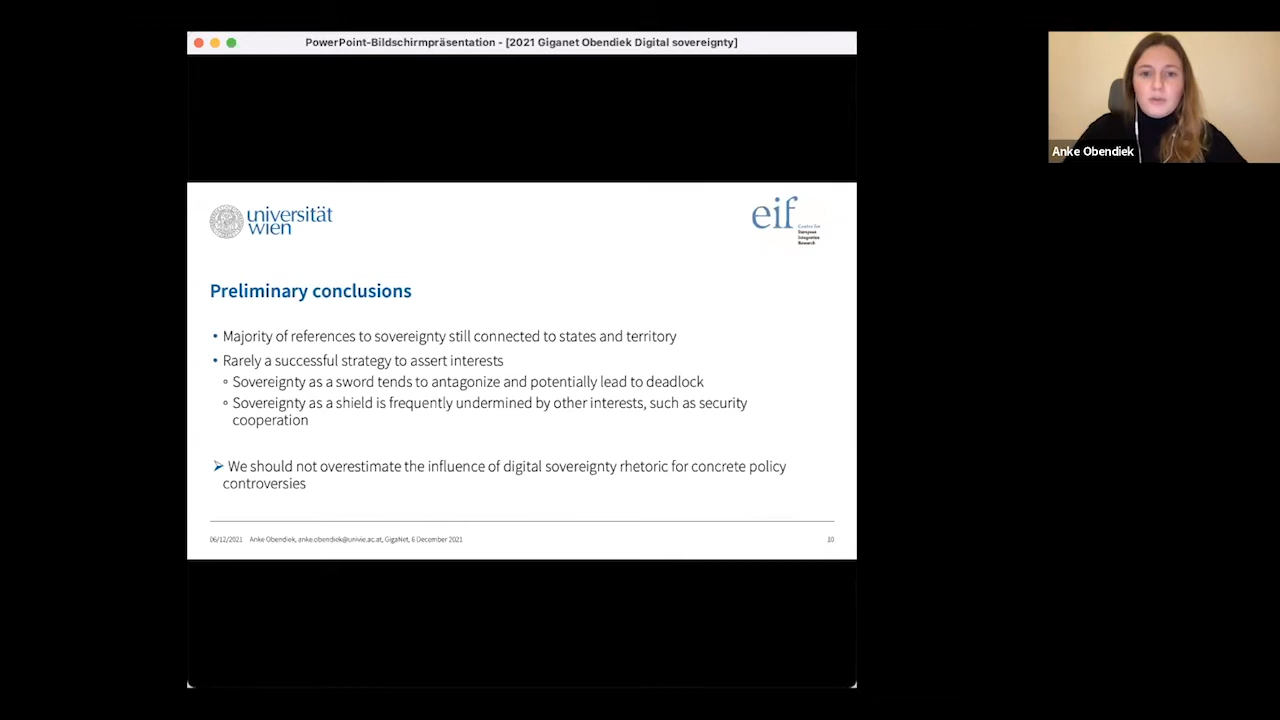 PowerPoint-Bildschirmpräsentation - [2021 Giganet Obendiek Digital sovereignty]
Anke Obendiek
universität
wien
eif
Centre for
European
Integration
Research
Preliminary conclusions
• Majority of references to sovereignty still connected to states and territory
• Rarely a successful strategy to assert interests
Sovereignty as a sword tends to antagonize and potentially lead to deadlock
Sovereignty as a shield is frequently undermined by other interests, such as security
cooperation
➢ We should not overestimate the influence of digital sovereignty rhetoric for concrete policy
controversies
06/12/2021 Anke Obendiek, anke.obendiek@univie.ac.at, GigaNet, 6 December 2021
10